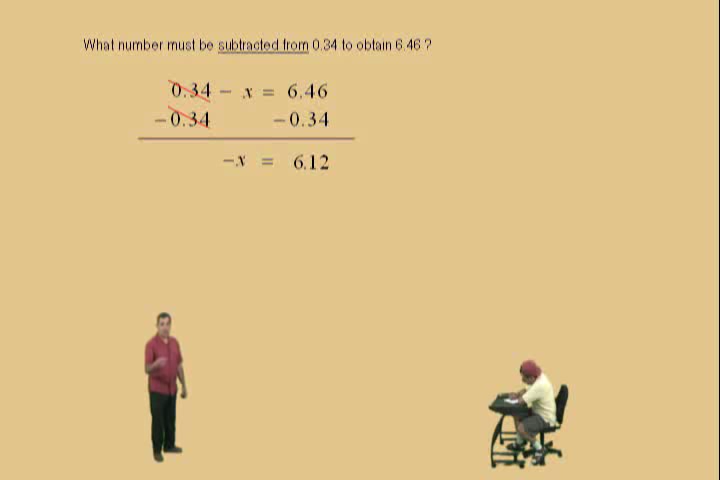 What number must be subtracted from 0.34 to obtain 6.46 ?
0.34 − x = 6.46
−0.34 −0.34
−x = 6.12